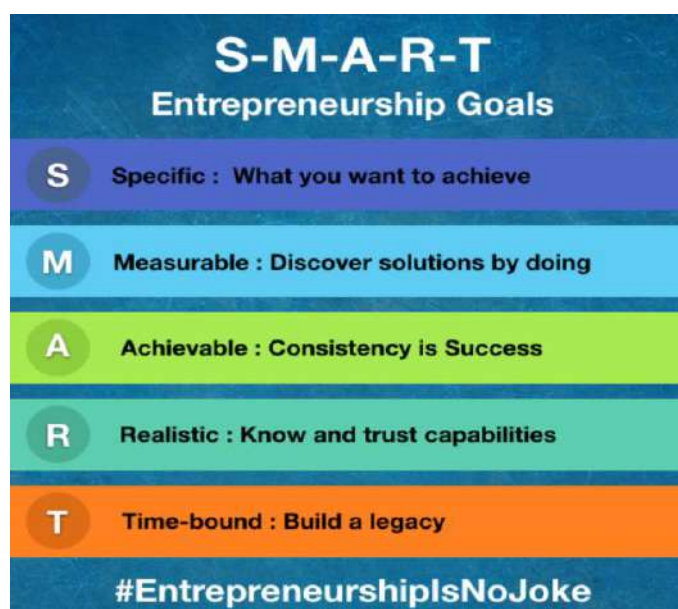 S-M-A-R-T
Entrepreneurship Goals
S Specific : What you want to achieve
M Measurable : Discover solutions by doing
A Achievable : Consistency is Success
R Realistic : Know and trust capabilities
T Time-bound : Build a legacy
#EntrepreneurshipIsNoJoke